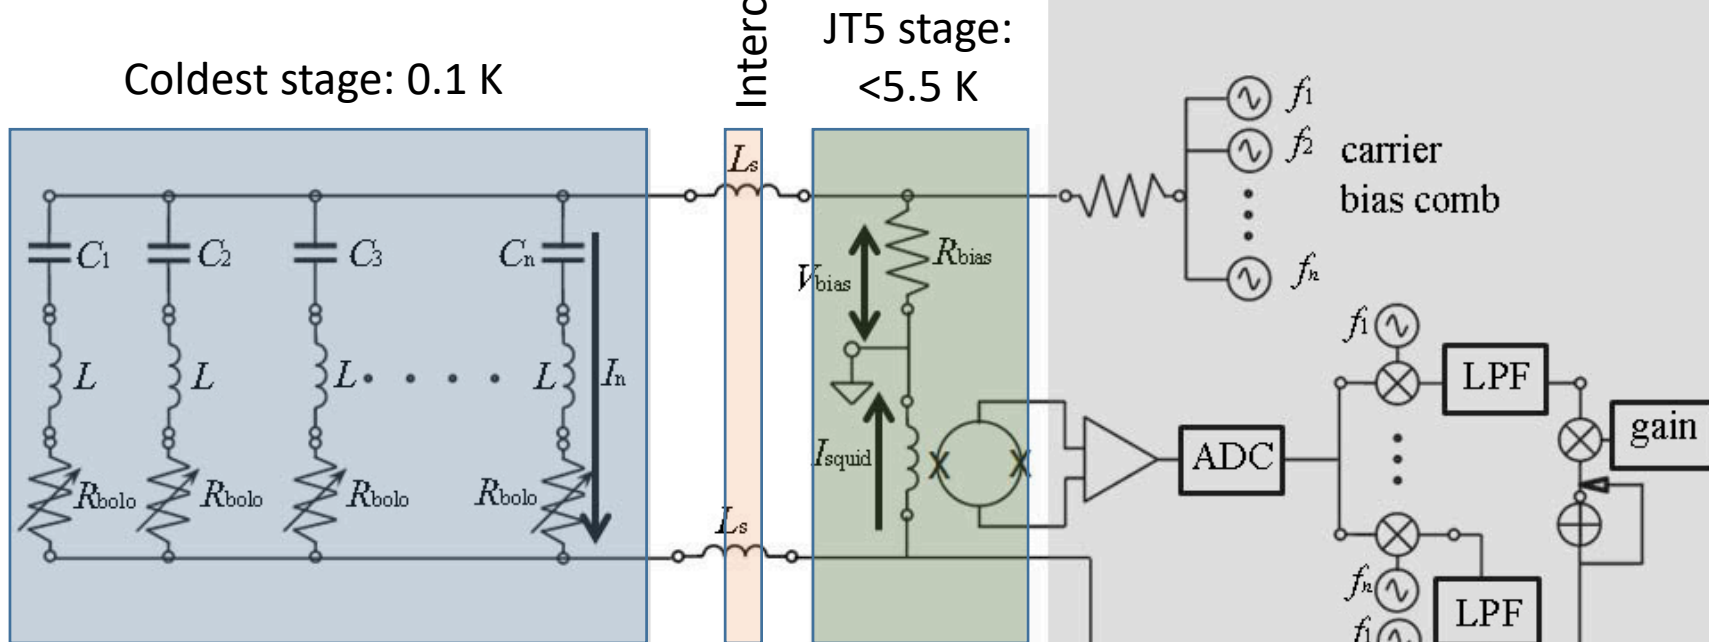 Coldest stage: 0.1 K
JT5 stage:
<5.5 K
Ls
f1
f2
carrier
bias comb
fn
C1
C2
C3
Cn
Rbias
Vbias
L
L
L
L
In
f1
LPF
gain
Isquid
ADC
Rbolo
Rbolo
Rbolo
Rbolo
X
X
Ls
fn
LPF
f1